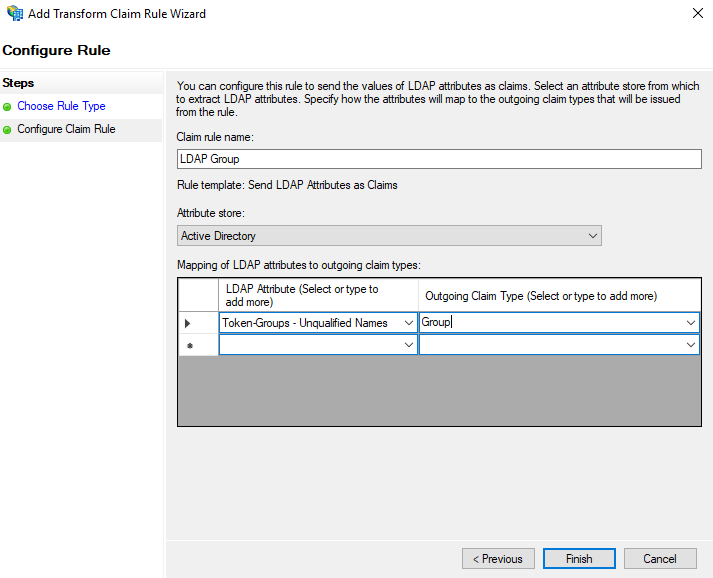 Add Transform Claim Rule Wizard
Configure Rule
Steps
Choose Rule Type
Configure Claim Rule
You can configure this rule to send the values of LDAP attributes as claims. Select an attribute store from which
to extract LDAP attributes. Specify how the attributes will map to the outgoing claim types that will be issued
from the rule.
Claim rule name:
LDAP Group
Rule template: Send LDAP Attributes as Claims
Attribute store:
Active Directory
Mapping of LDAP attributes to outgoing claim types:
LDAP Attribute (Select or type to
add more)
Outgoing Claim Type (Select or type to add more)
Token-Groups - Unqualified Names
Group
< Previous
Finish
Cancel